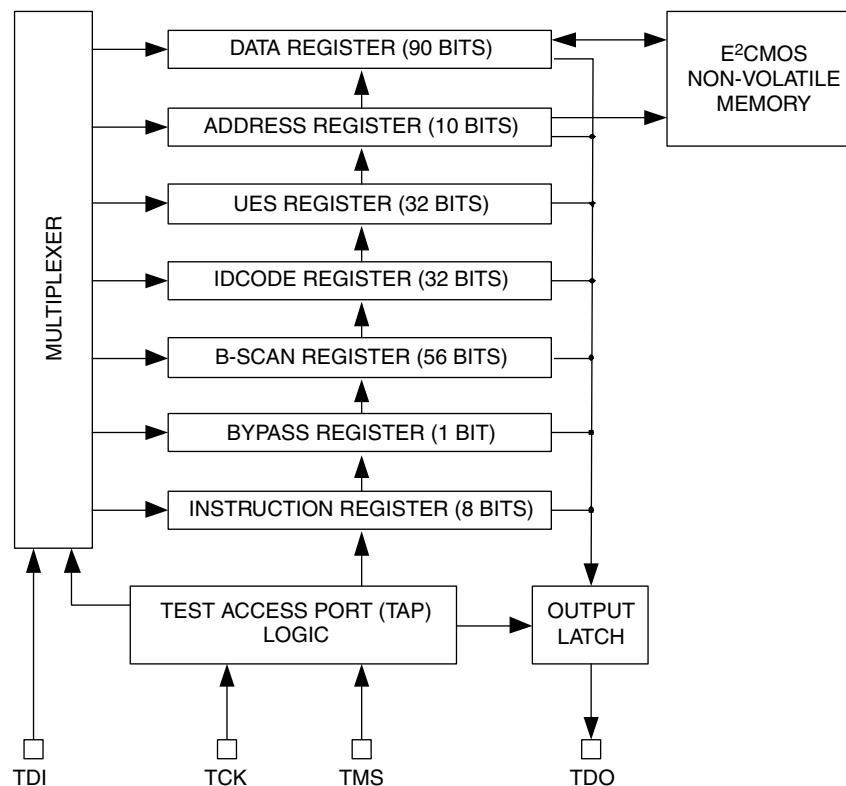 DATA REGISTER (90 BITS)
E²CMOS
NON-VOLATILE
MEMORY
ADDRESS REGISTER (10 BITS)
UES REGISTER (32 BITS)
MULTIPLEXER
IDCODE REGISTER (32 BITS)
B-SCAN REGISTER (56 BITS)
BYPASS REGISTER (1 BIT)
INSTRUCTION REGISTER (8 BITS)
TEST ACCESS PORT (TAP)
LOGIC
OUTPUT
LATCH
TDI
TCK
TMS
TDO